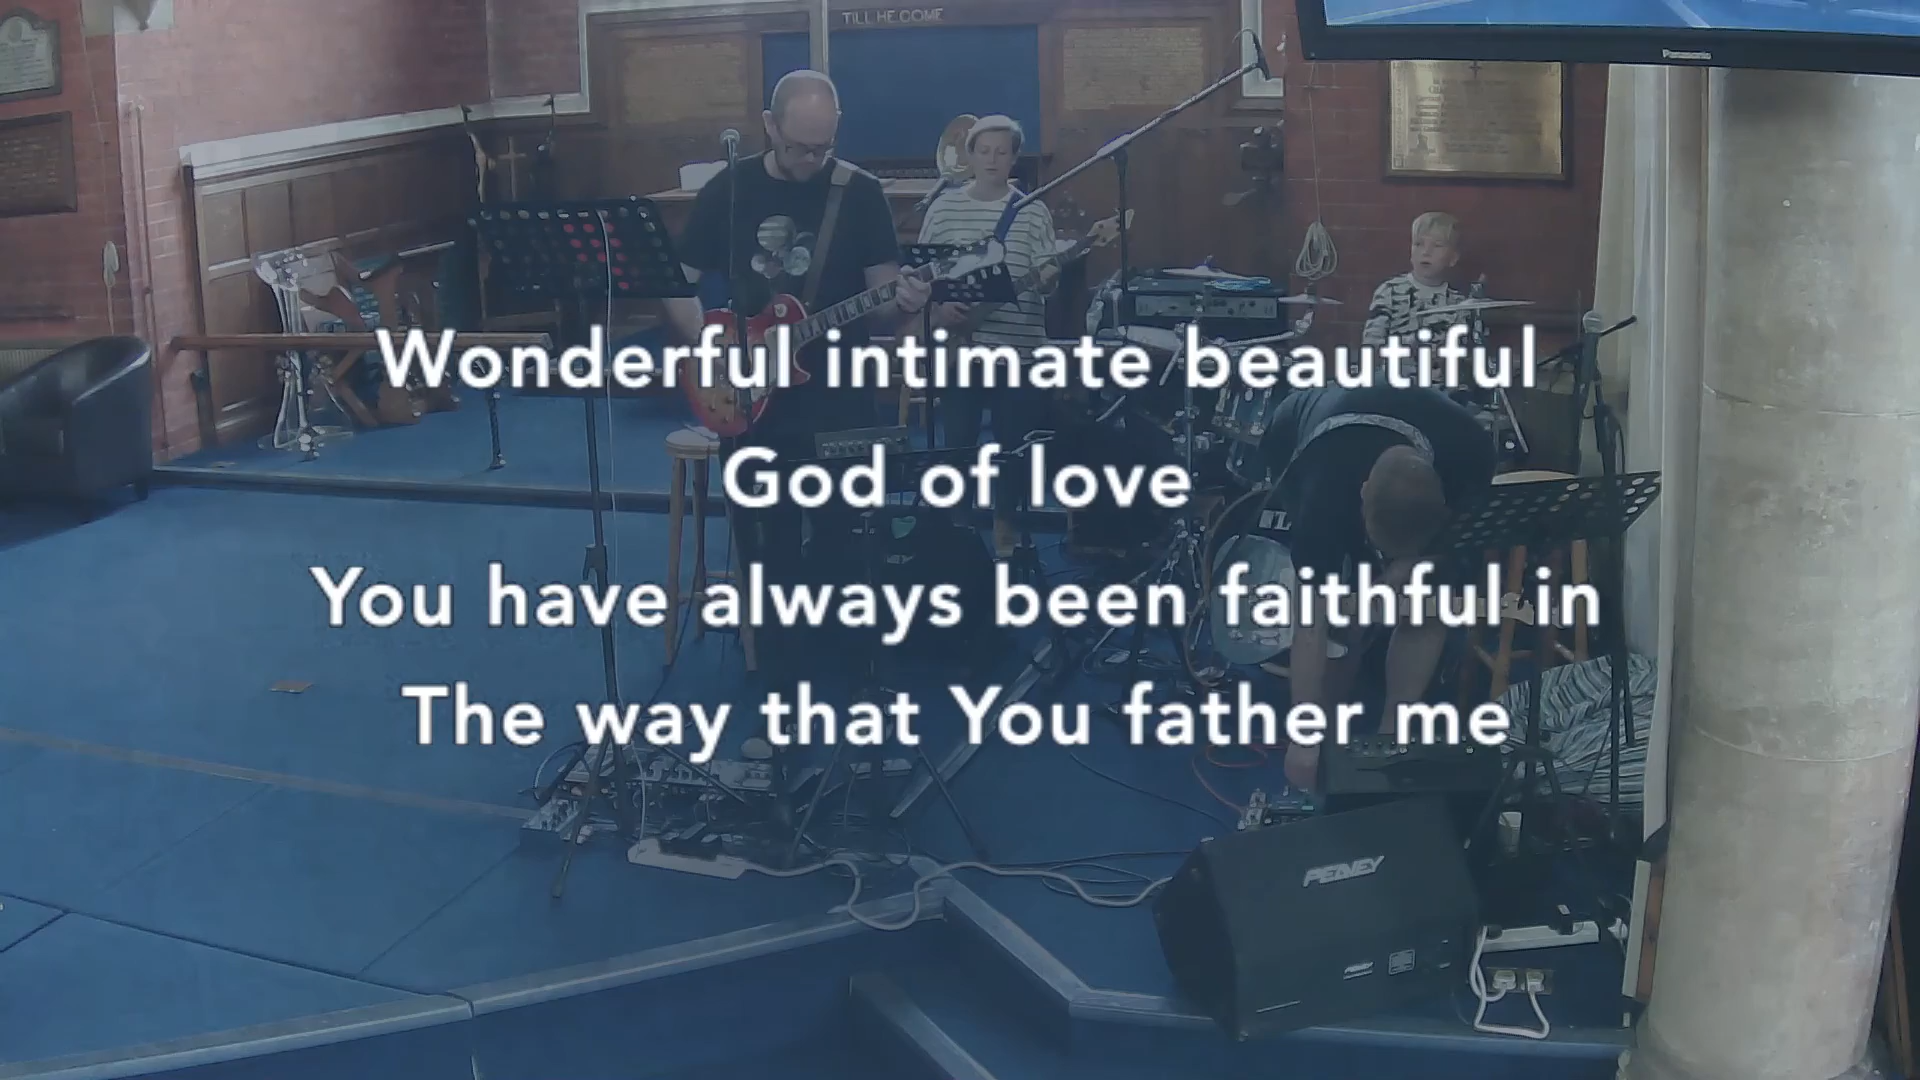 TILL HE COME
Panasonic
Wonderful intimate beautiful
God of love
You have always been faithful in
The way that You father me
PEAVEY